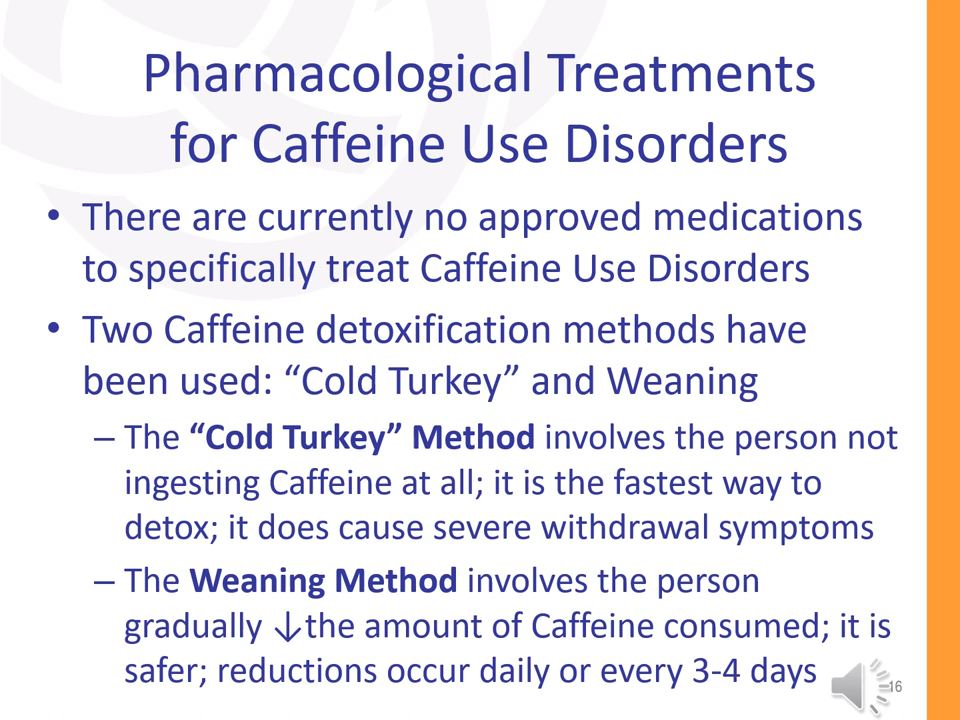 Pharmacological Treatments
for Caffeine Use Disorders
• There are currently no approved medications
to specifically treat Caffeine Use Disorders
• Two Caffeine detoxification methods have
been used: “Cold Turkey” and Weaning
– The “Cold Turkey” Method involves the person not
ingesting Caffeine at all; it is the fastest way to
detox; it does cause severe withdrawal symptoms
– The Weaning Method involves the person
gradually ↓the amount of Caffeine consumed; it is
safer; reductions occur daily or every 3-4 days
16